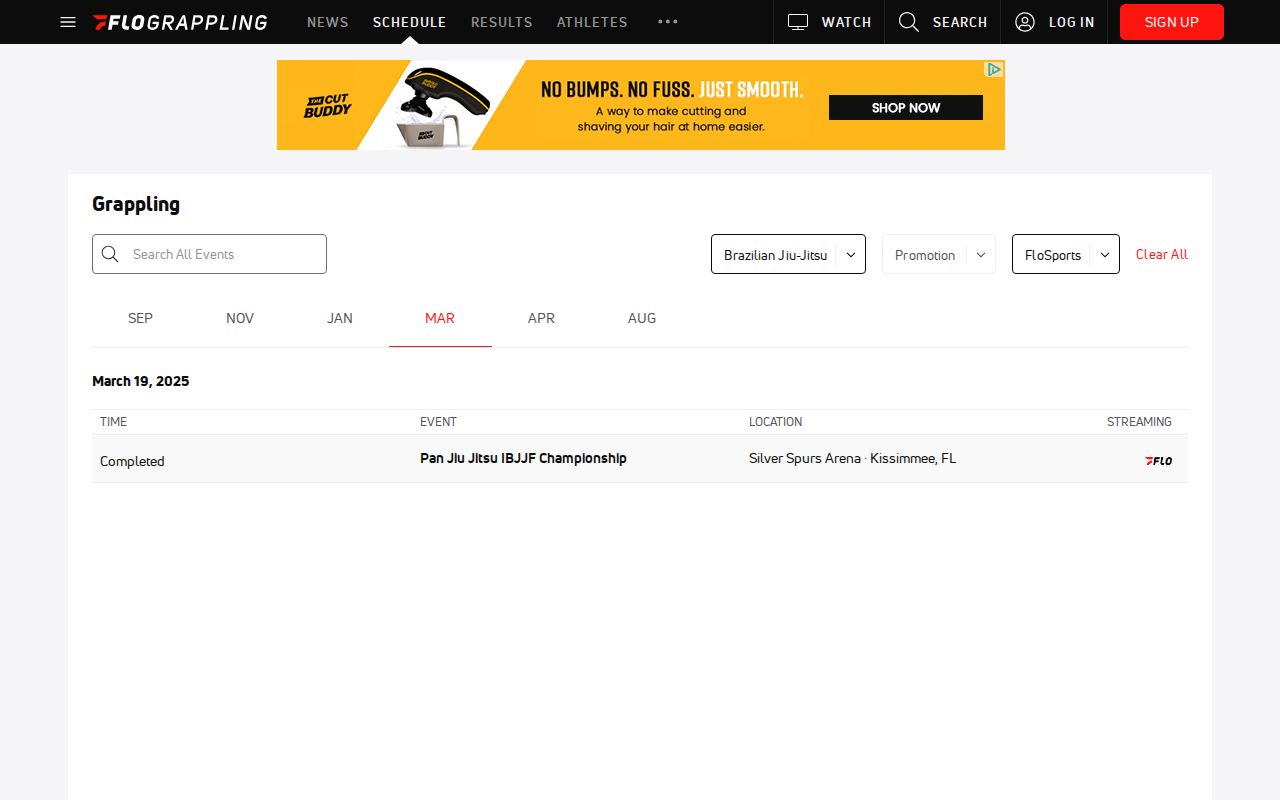 FLOGRAPPLING NEWS SCHEDULE RESULTS ATHLETES ••• WATCH SEARCH LOG IN SIGN UP
THE CUT BUDDY
NO BUMPS. NO FUSS. JUST SMOOTH.
A way to make cutting and
shaving your hair at home easier.
SHOP NOW
Grappling
Search All Events Brazilian Jiu-Jitsu Promotion FloSports Clear All
SEP NOV JAN MAR APR AUG
March 19, 2025
TIME EVENT LOCATION STREAMING
Completed Pan Jiu Jitsu IBJJF Championship Silver Spurs Arena · Kissimmee, FL FLO